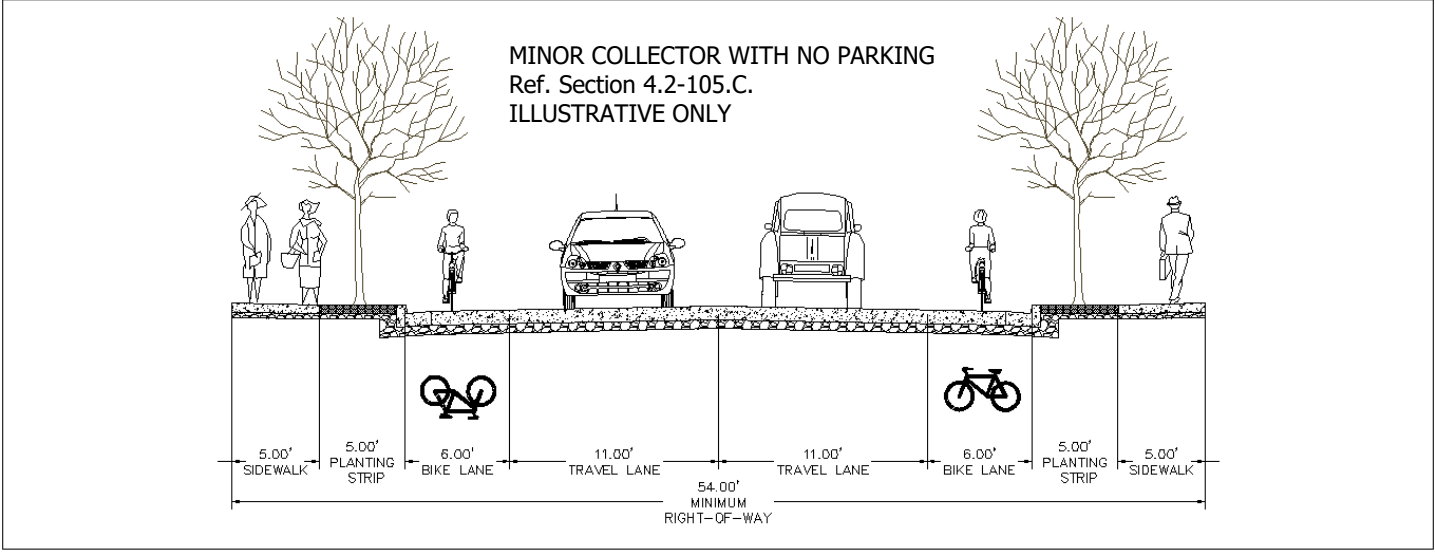 MINOR COLLECTOR WITH NO PARKING
Ref. Section 4.2-105.C.
ILLUSTRATIVE ONLY
5.00'
SIDEWALK
5.00'
PLANTING
STRIP
6.00'
BIKE LANE
11.00'
TRAVEL LANE
11.00'
TRAVEL LANE
6.00'
BIKE LANE
5.00'
PLANTING
STRIP
5.00'
SIDEWALK
54.00'
MINIMUM
RIGHT-OF-WAY